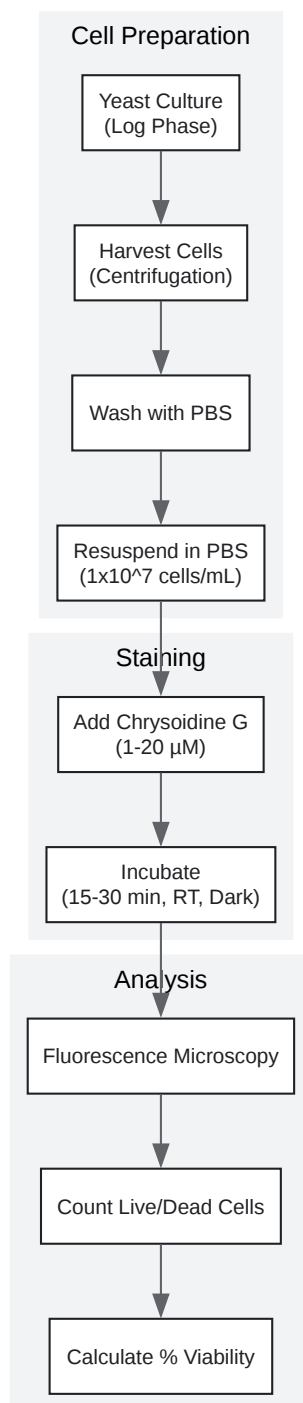 Cell Preparation
Yeast Culture
(Log Phase)
Harvest Cells
(Centrifugation)
Wash with PBS
Resuspend in PBS
(1x10^7 cells/mL)
Staining
Add Chrysoidine G
(1-20 µM)
Incubate
(15-30 min, RT, Dark)
Analysis
Fluorescence Microscopy
Count Live/Dead Cells
Calculate % Viability